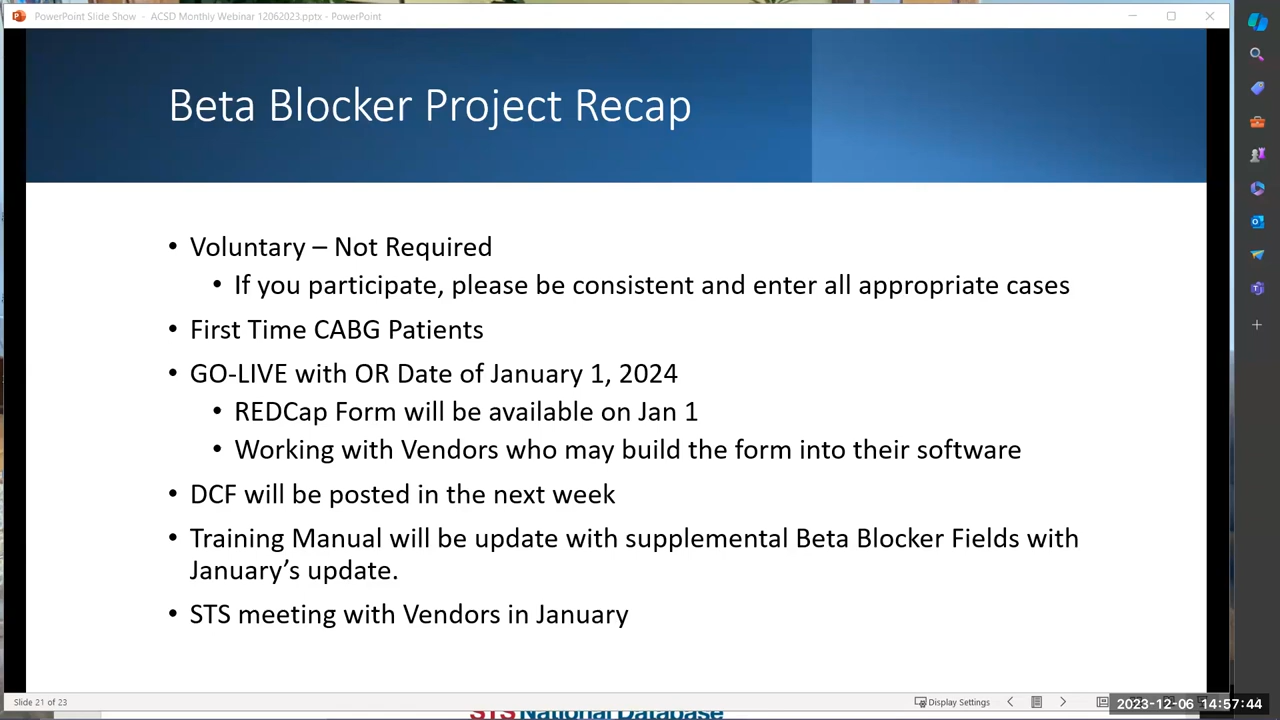 PowerPoint Slide Show - ACSD Monthly Webinar 12062023.pptx - PowerPoint
Beta Blocker Project Recap
• Voluntary – Not Required
• If you participate, please be consistent and enter all appropriate cases
• First Time CABG Patients
• GO-LIVE with OR Date of January 1, 2024
• REDCap Form will be available on Jan 1
• Working with Vendors who may build the form into their software
• DCF will be posted in the next week
• Training Manual will be update with supplemental Beta Blocker Fields with
January’s update.
• STS meeting with Vendors in January
Slide 21 of 23
Display Settings
2023-12-06 14:57:44
STS National Database